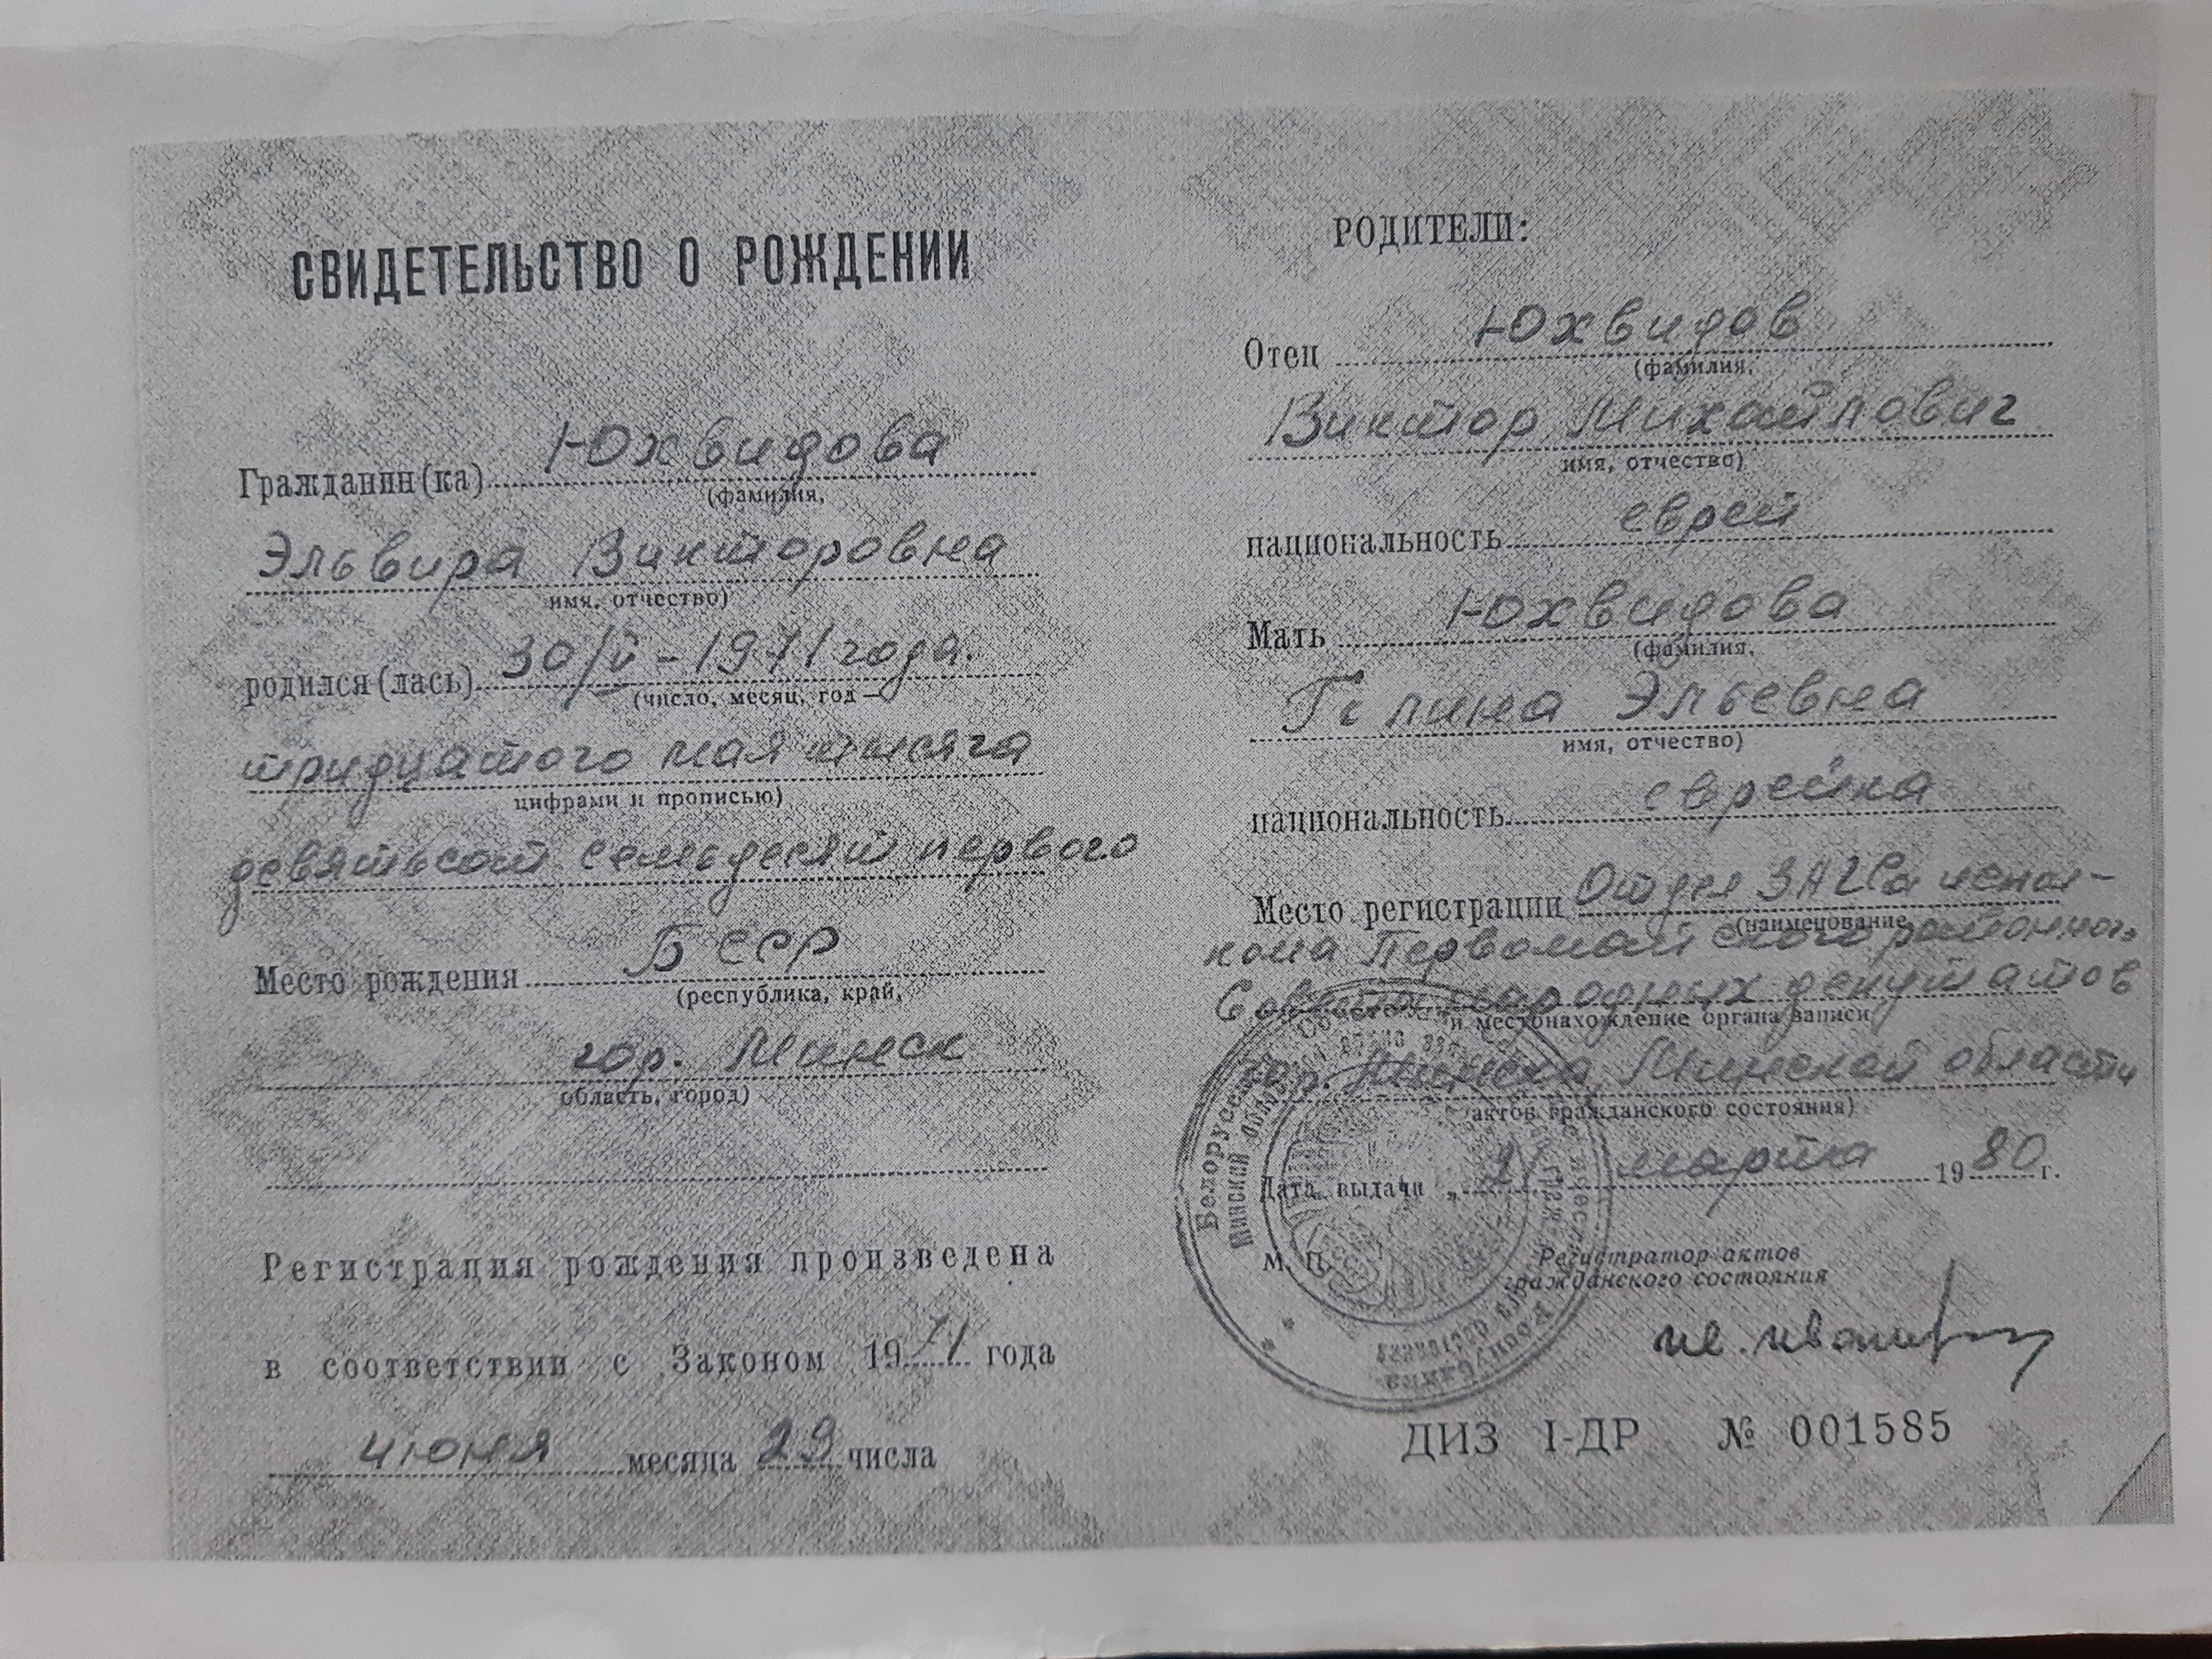 СВИДЕТЕЛЬСТВО О РОЖДЕНИИ
Гражданин(ка) Юхвидова
(фамилия,
Эльвира Викторовна
имя, отчество)
родился(лась) 30/V-1971 года.
(число, месяц, год —
тридцатого мая тысяча
цифрами и прописью)
девятьсот семьдесят первого
Место рождения БССР
(республика, край,
гор. Минск
область, город)
Регистрация рождения произведена
в соответствии с Законом 1971 года
июня месяца 29 числа
РОДИТЕЛИ:
Отец Юхвидов
(фамилия,
Виктор Михайлович
имя, отчество)
национальность еврей
Мать Юхвидова
(фамилия,
Галина Эльевна
имя, отчество)
национальность еврейка
Место регистрации Отдел ЗАГСа испол-
(наименование
кома Первомайского районного
Совета народных депутатов
и местонахождение органа записи
гор. Минска, Минской области
актов гражданского состояния)
Дата выдачи „ марта 1980 г.
М. П.
Регистратор актов
гражданского состояния
ДИЗ I-ДР № 001585